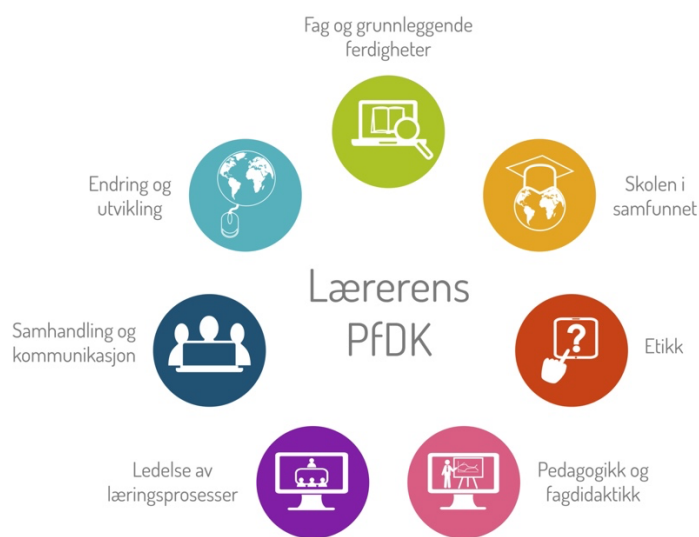 Fag og grunnleggende
ferdigheter
Skolen i
samfunnet
Etikk
Pedagogikk og
fagdidaktikk
Ledelse av
læringsprosesser
Samhandling og
kommunikasjon
Endring og
utvikling
Lærerens
PfDK
?